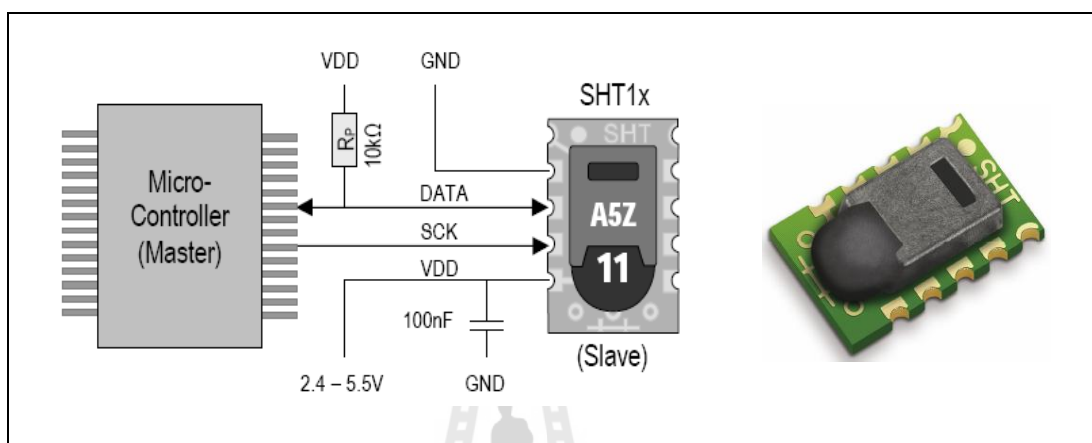 VDD
GND
SHT1x
RP
10kΩ
SHT
Micro-
Controller
(Master)
DATA
A5Z
SCK
VDD
11
100nF
(Slave)
2.4 – 5.5V
GND
SHT